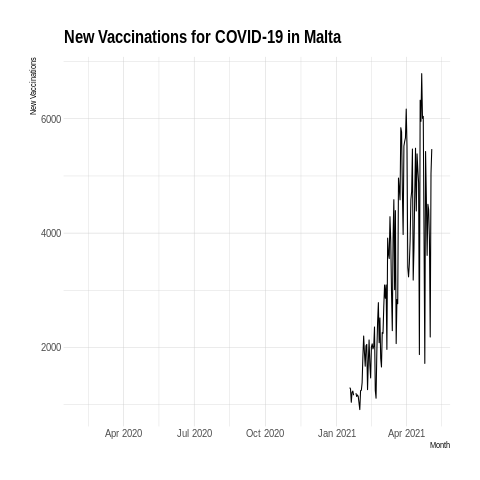 New Vaccinations for COVID-19 in Malta
New Vaccinations
6000
4000
2000
Apr 2020 Jul 2020 Oct 2020 Jan 2021 Apr 2021
Month